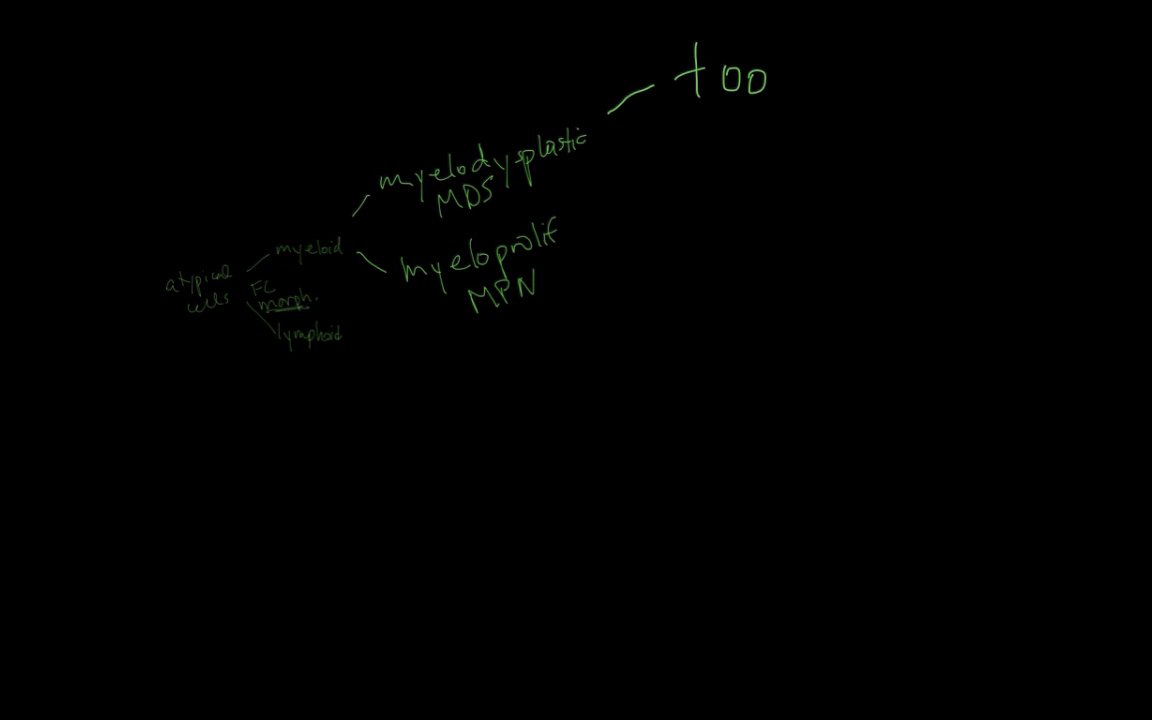 too
myelodysplastic
MDS
myeloid
myeloprolif
MPN
atypical
cells
FC
morph.
lymphoid